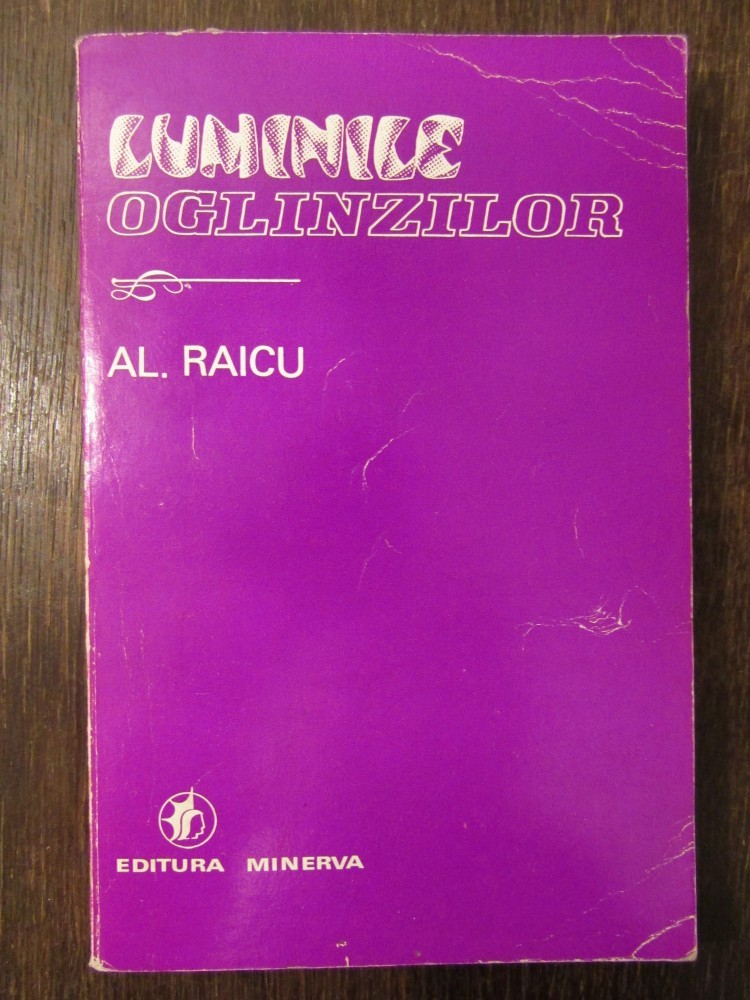 LUMINILE
OGLINZILOR
AL. RAICU
EDITURA MINERVA